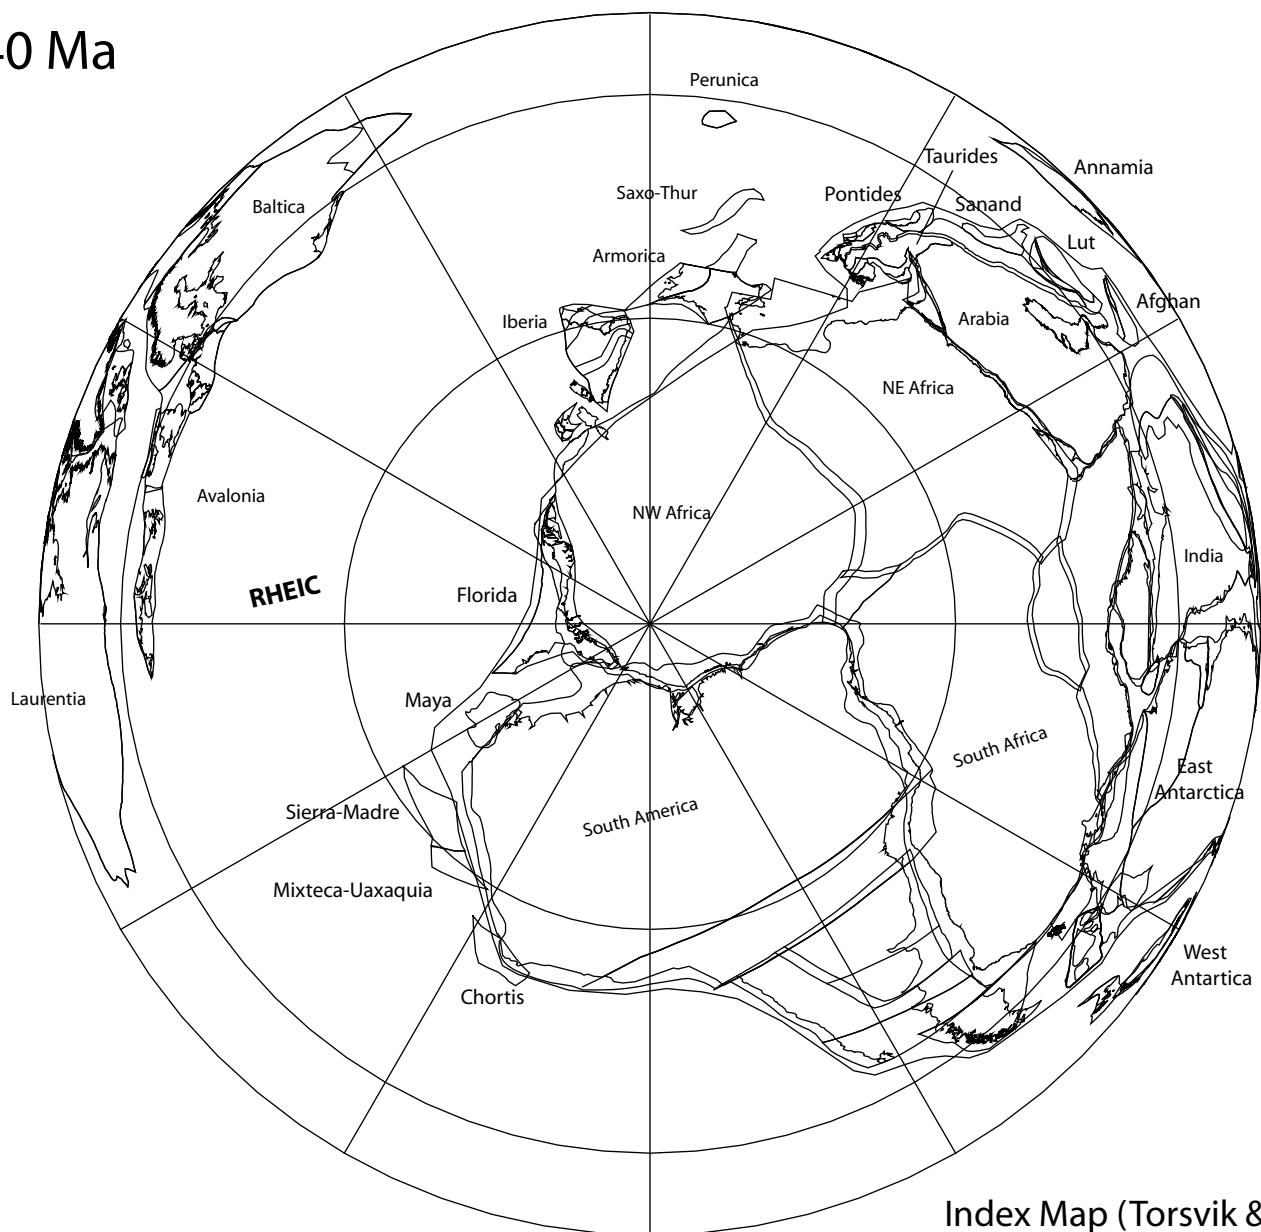 0 Ma
Perunica
Taurides
Annamia
Saxo-Thur
Pontides
Sanand
Baltica
Lut
Armorica
Afghan
Iberia
Arabia
NE Africa
Avalonia
NW Africa
India
RHEIC
Florida
Laurentia
Maya
South Africa
East
Antarctica
Sierra-Madre
South America
Mixteca-Uaxaquia
West
Antartica
Chortis
Index Map (Torsvik &